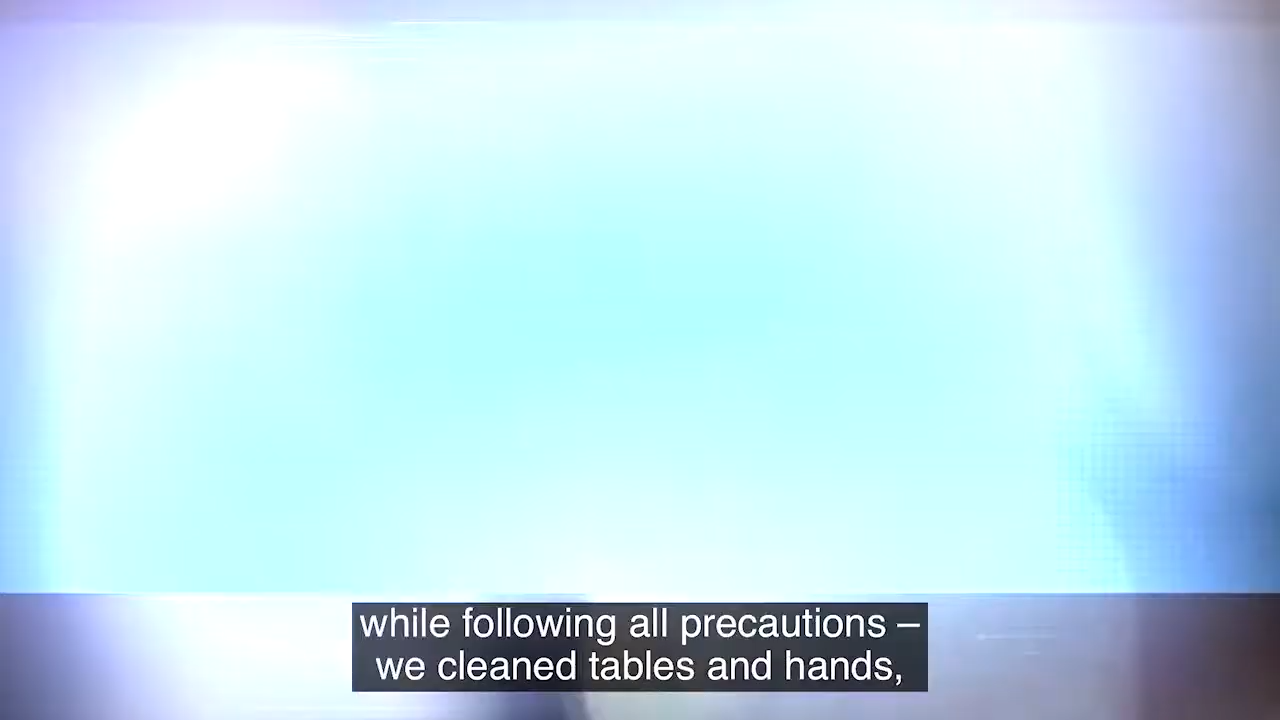 while following all precautions –
we cleaned tables and hands,